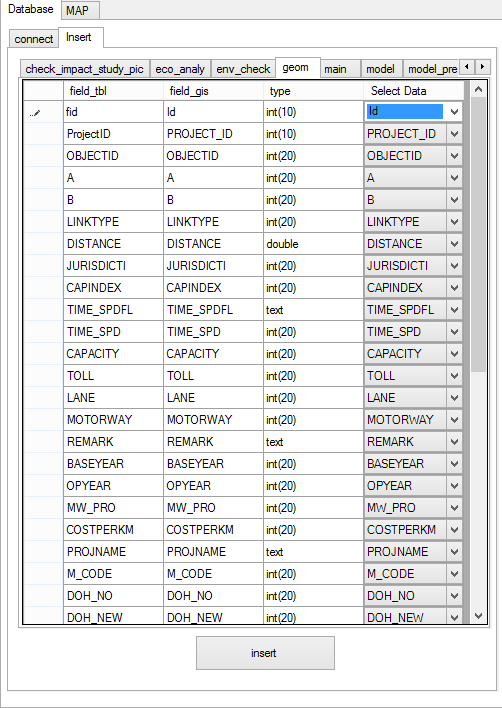 Database MAP
connect Insert
check_impact_study_pic eco_analy env_check geom main model model_pre
field_tbl field_gis type Select Data
fid Id int(10) Id
ProjectID PROJECT_ID int(10) PROJECT_ID
OBJECTID OBJECTID int(20) OBJECTID
A A int(20) A
B B int(20) B
LINKTYPE LINKTYPE int(20) LINKTYPE
DISTANCE DISTANCE double DISTANCE
JURISDICTI JURISDICTI int(20) JURISDICTI
CAPINDEX CAPINDEX int(20) CAPINDEX
TIME_SPDFL TIME_SPDFL text TIME_SPDFL
TIME_SPD TIME_SPD int(20) TIME_SPD
CAPACITY CAPACITY int(20) CAPACITY
TOLL TOLL int(20) TOLL
LANE LANE int(20) LANE
MOTORWAY MOTORWAY int(20) MOTORWAY
REMARK REMARK text REMARK
BASEYEAR BASEYEAR int(20) BASEYEAR
OPYEAR OPYEAR int(20) OPYEAR
MW_PRO MW_PRO int(20) MW_PRO
COSTPERKM COSTPERKM int(20) COSTPERKM
PROJNAME PROJNAME text PROJNAME
M_CODE M_CODE int(20) M_CODE
DOH_NO DOH_NO int(20) DOH_NO
DOH_NEW DOH_NEW int(20) DOH_NEW
insert